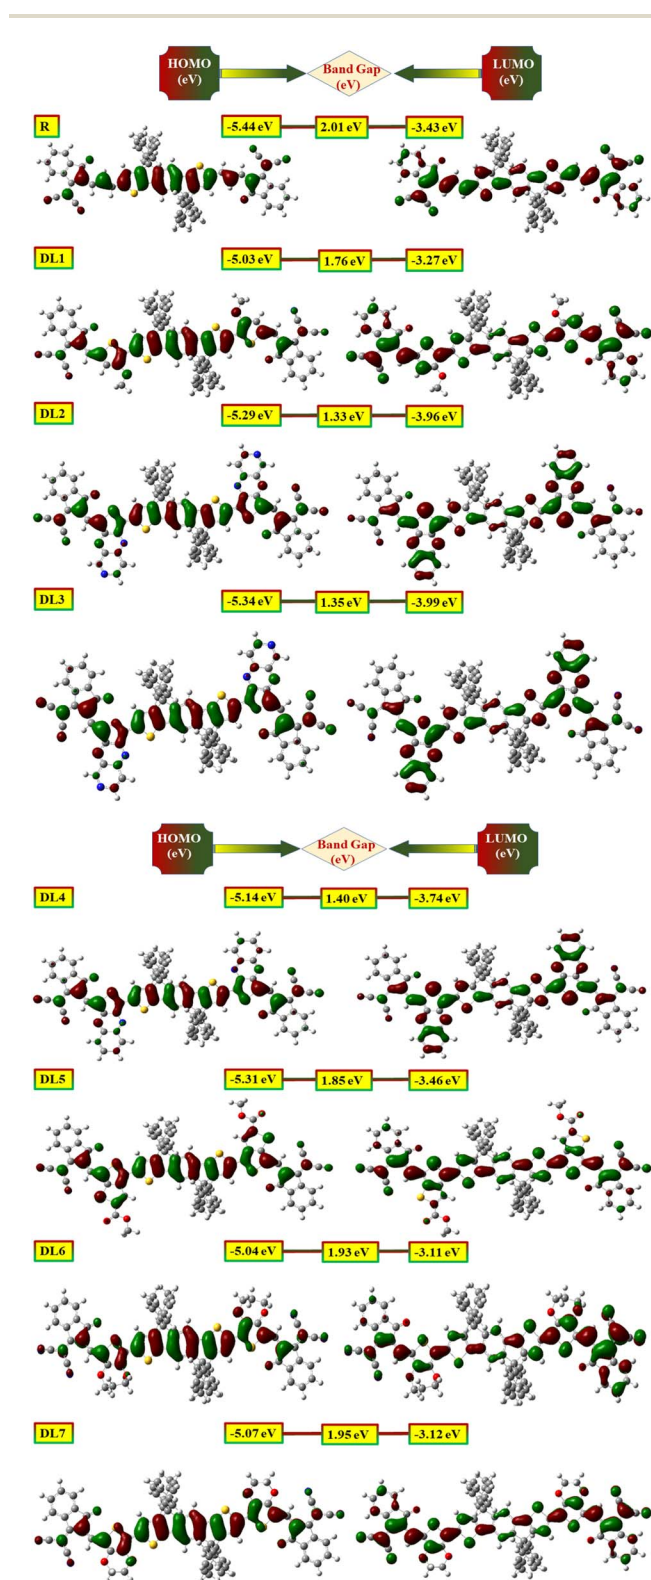 HOMO
(eV)
Band Gap
(eV)
LUMO
(eV)
R
-5.44 eV 2.01 eV -3.43 eV
DL1
-5.03 eV 1.76 eV -3.27 eV
DL2
-5.29 eV 1.33 eV -3.96 eV
DL3
-5.34 eV 1.35 eV -3.99 eV
HOMO
(eV)
Band Gap
(eV)
LUMO
(eV)
DL4
-5.14 eV 1.40 eV -3.74 eV
DL5
-5.31 eV 1.85 eV -3.46 eV
DL6
-5.04 eV 1.93 eV -3.11 eV
DL7
-5.07 eV 1.95 eV -3.12 eV